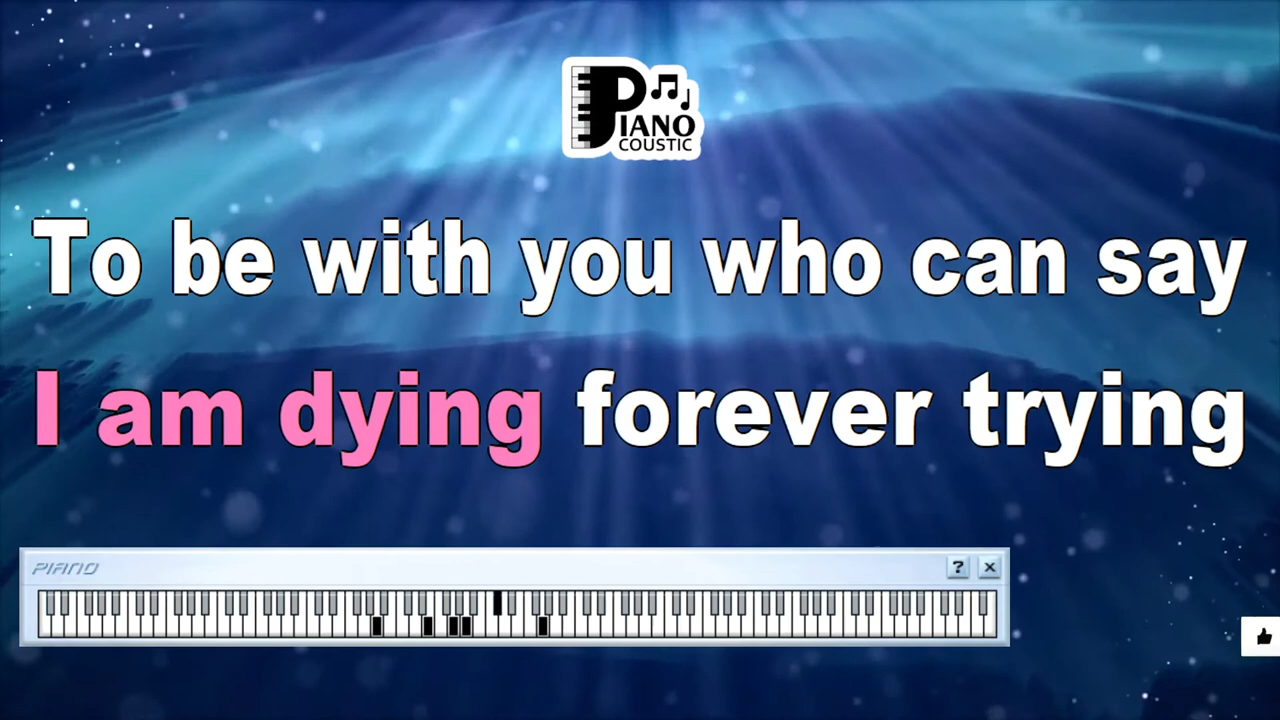 PIANO
COUSTIC
To be with you who can say
I am dying forever trying
PIANO
? x